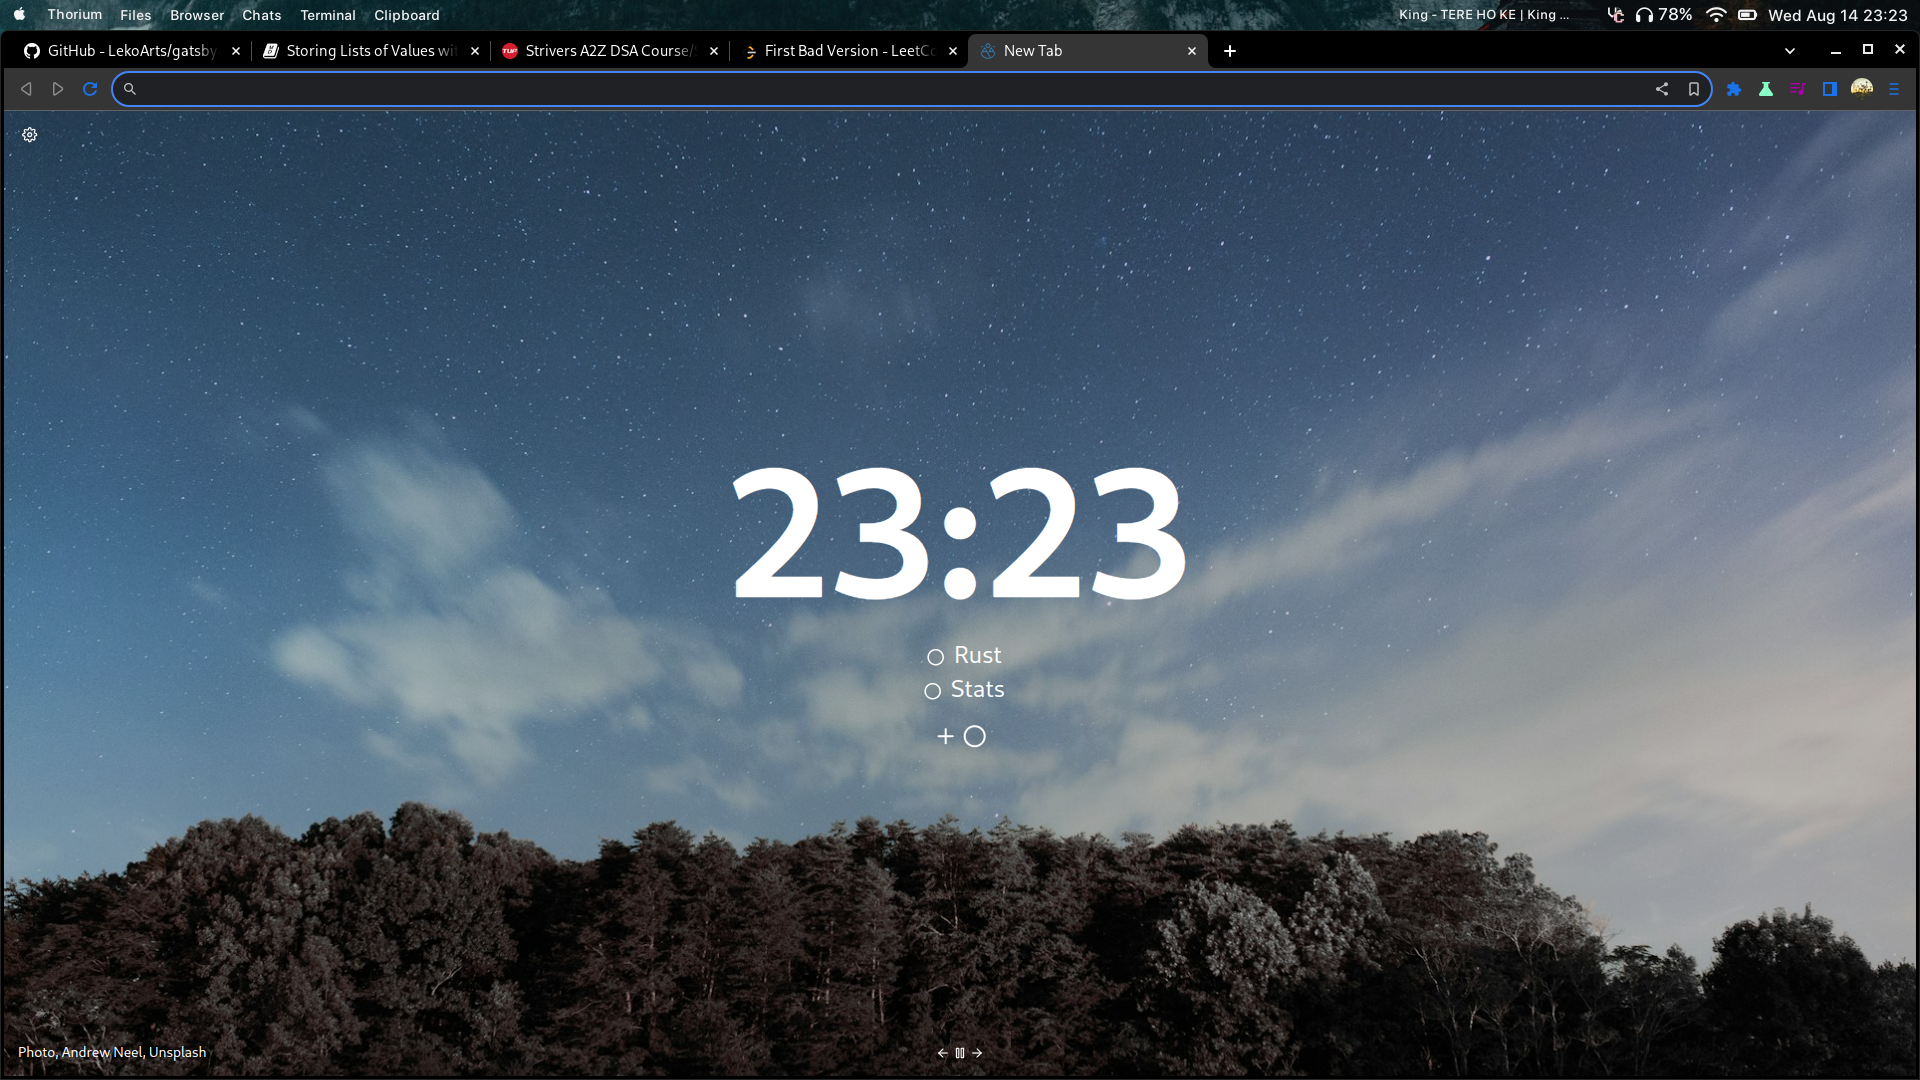 Thorium Files Browser Chats Terminal Clipboard King - TERE HO KE | King ... 78% Wed Aug 14 23:23
GitHub - LekoArts/gatsby Storing Lists of Values wit Strivers A2Z DSA Course/ First Bad Version - LeetCo New Tab
23:23
Rust
Stats
Photo, Andrew Neel, Unsplash